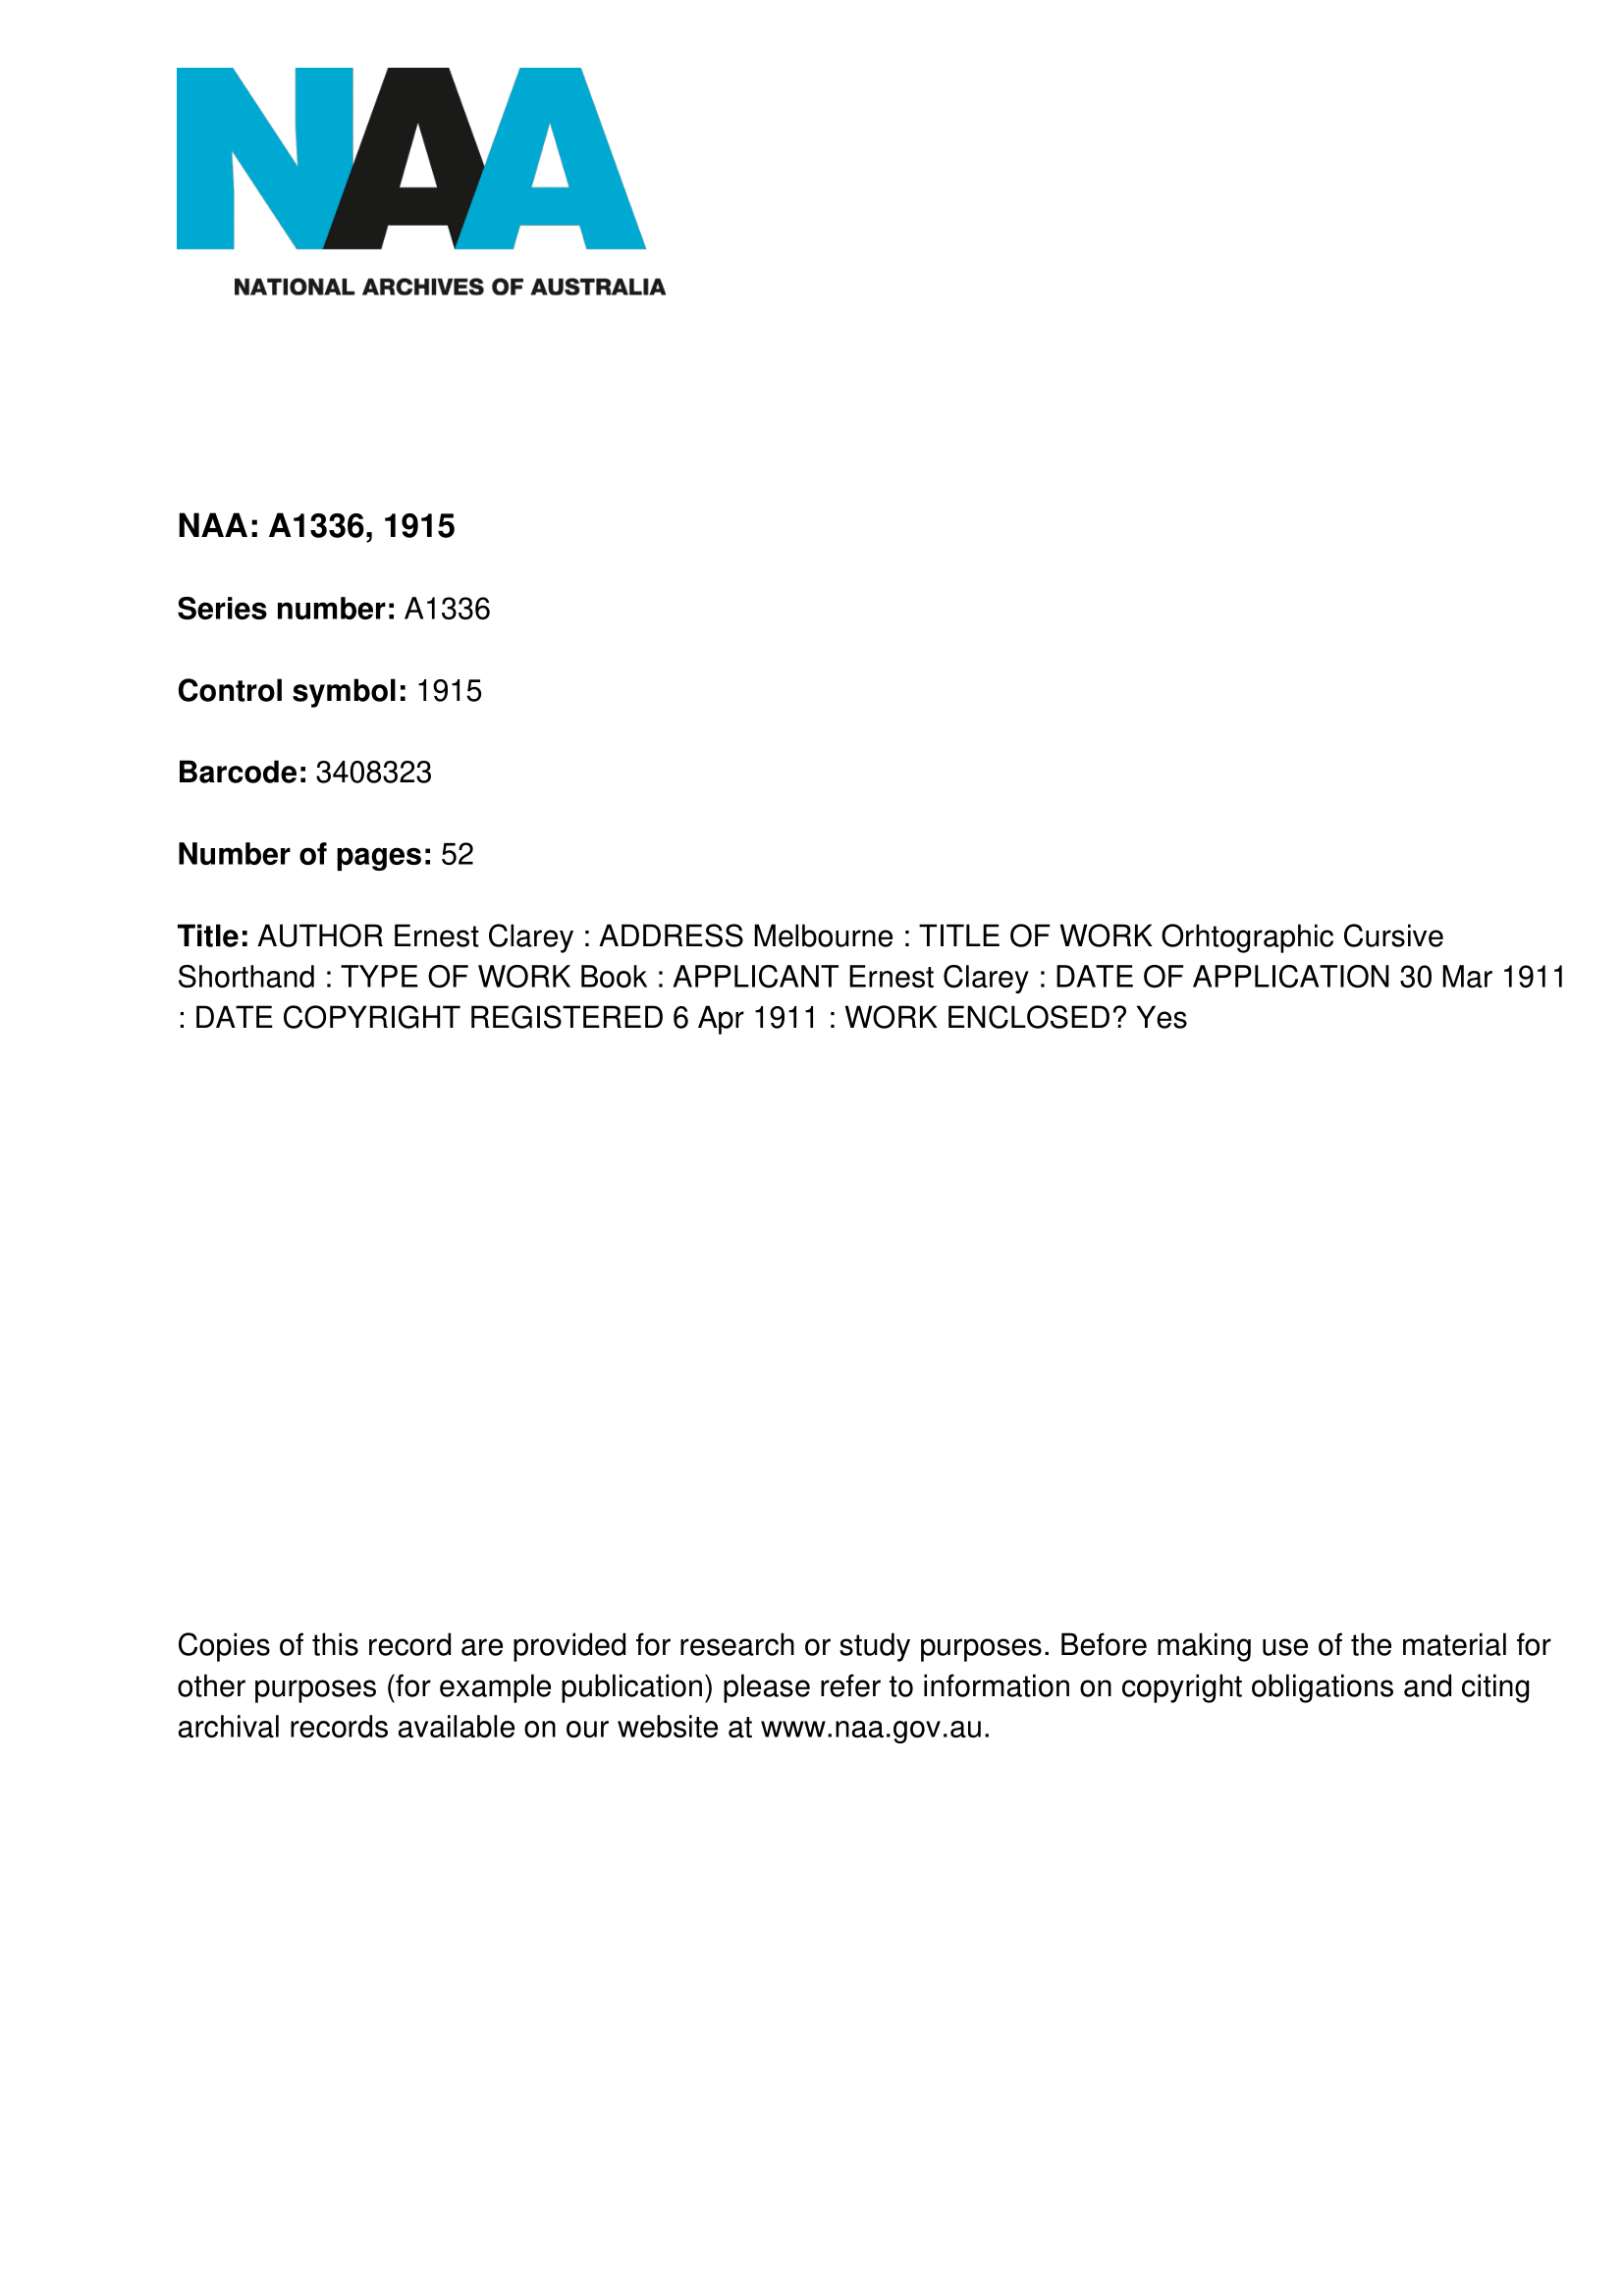 NAA
NATIONAL ARCHIVES OF AUSTRALIA
NAA: A1336, 1915
Series number: A1336
Control symbol: 1915
Barcode: 3408323
Number of pages: 52
Title: AUTHOR Ernest Clarey : ADDRESS Melbourne : TITLE OF WORK Orhtographic Cursive
Shorthand : TYPE OF WORK Book : APPLICANT Ernest Clarey : DATE OF APPLICATION 30 Mar 1911
: DATE COPYRIGHT REGISTERED 6 Apr 1911 : WORK ENCLOSED? Yes
Copies of this record are provided for research or study purposes. Before making use of the material for
other purposes (for example publication) please refer to information on copyright obligations and citing
archival records available on our website at www.naa.gov.au.